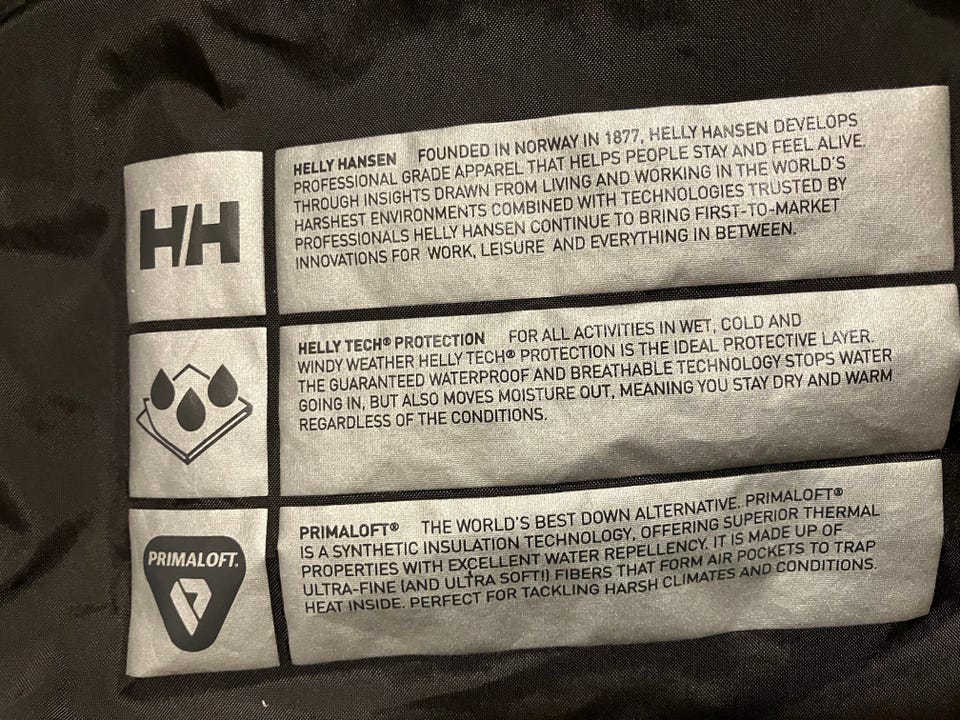 HH
HELLY HANSEN FOUNDED IN NORWAY IN 1877, HELLY HANSEN DEVELOPS
PROFESSIONAL GRADE APPAREL THAT HELPS PEOPLE STAY AND FEEL ALIVE.
THROUGH INSIGHTS DRAWN FROM LIVING AND WORKING IN THE WORLD'S
HARSHEST ENVIRONMENTS COMBINED WITH TECHNOLOGIES TRUSTED BY
PROFESSIONALS HELLY HANSEN CONTINUE TO BRING FIRST-TO-MARKET
INNOVATIONS FOR WORK, LEISURE AND EVERYTHING IN BETWEEN.
HELLY TECH® PROTECTION FOR ALL ACTIVITIES IN WET, COLD AND
WINDY WEATHER HELLY TECH® PROTECTION IS THE IDEAL PROTECTIVE LAYER.
THE GUARANTEED WATERPROOF AND BREATHABLE TECHNOLOGY STOPS WATER
GOING IN, BUT ALSO MOVES MOISTURE OUT, MEANING YOU STAY DRY AND WARM
REGARDLESS OF THE CONDITIONS.
PRIMALOFT.
PRIMALOFT® THE WORLD'S BEST DOWN ALTERNATIVE. PRIMALOFT®
IS A SYNTHETIC INSULATION TECHNOLOGY, OFFERING SUPERIOR THERMAL
PROPERTIES WITH EXCELLENT WATER REPELLENCY. IT IS MADE UP OF
ULTRA-FINE (AND ULTRA SOFT!) FIBERS THAT FORM AIR POCKETS TO TRAP
HEAT INSIDE. PERFECT FOR TACKLING HARSH CLIMATES AND CONDITIONS.